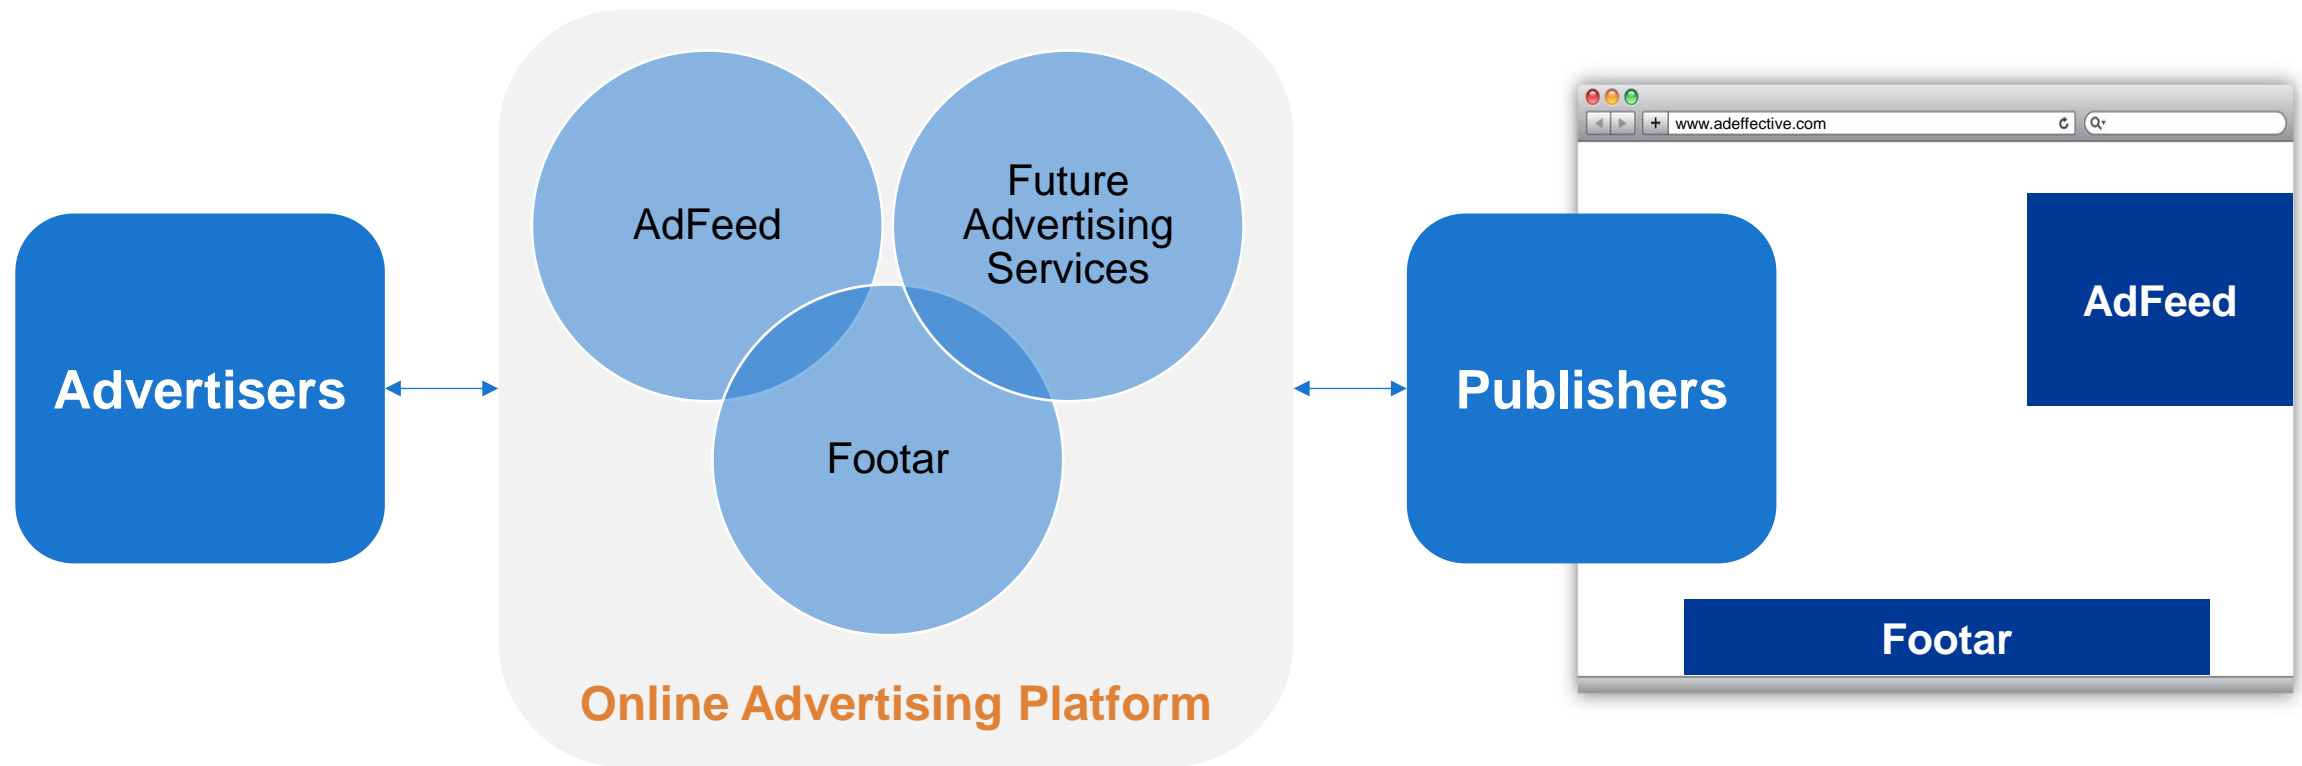 Advertisers
AdFeed
Future
Advertising
Services
Footar
Online Advertising Platform
Publishers
www.adeffective.com
AdFeed
Footar